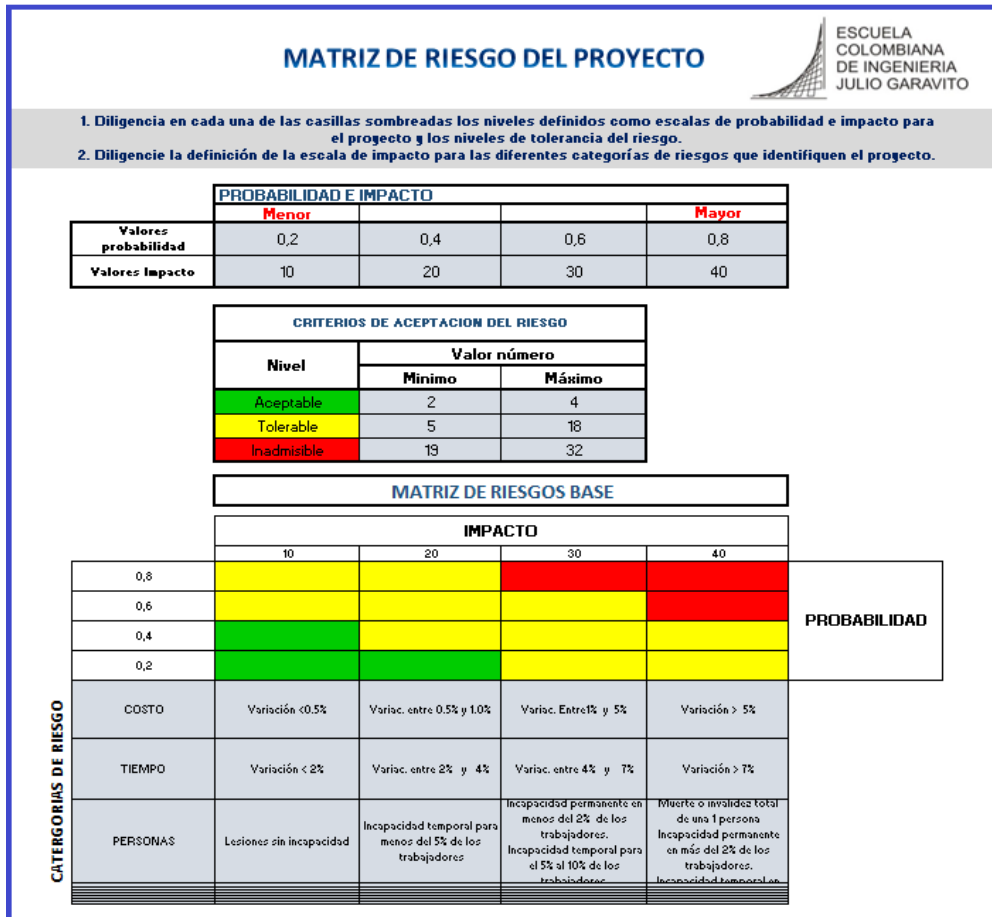 MATRIZ DE RIESGO DEL PROYECTO
ESCUELA
COLOMBIANA
DE INGENIERIA
JULIO GARAVITO
1. Diligencia en cada una de las casillas sombreadas los niveles definidos como escalas de probabilidad e impacto para
el proyecto y los niveles de tolerancia del riesgo.
2. Diligencie la definición de la escala de impacto para las diferentes categorías de riesgos que identifiquen el proyecto.
PROBABILIDAD E IMPACTO
Menor Mayor
Valores
probabilidad 0,2 0,4 0,6 0,8
Valores Impacto 10 20 30 40
CRITERIOS DE ACEPTACION DEL RIESGO
Nivel Valor número
Minimo Máximo
Aceptable 2 4
Tolerable 5 18
Inadmisible 19 32
MATRIZ DE RIESGOS BASE
IMPACTO
10 20 30 40
0,8
0,6
0,4
0,2
PROBABILIDAD
CATERGORIAS DE RIESGO
COSTO Variación <0.5% Variac. entre 0.5% y 1.0% Variac. Entre1% y 5% Variación > 5%
TIEMPO Variación < 2% Variac. entre 2% y 4% Variac. entre 4% y 7% Variación > 7%
PERSONAS
Lesiones sin incapacidad
Incapacidad temporal para
menos del 5% de los
trabajadores
Incapacidad permanente en
menos del 2% de los
trabajadores.
Incapacidad temporal para
el 5% al 10% de los
trabajadores
Muerte o invalidez total
de una 1 persona
Incapacidad permanente
en más del 2% de los
trabajadores.
Incapacidad temporal en